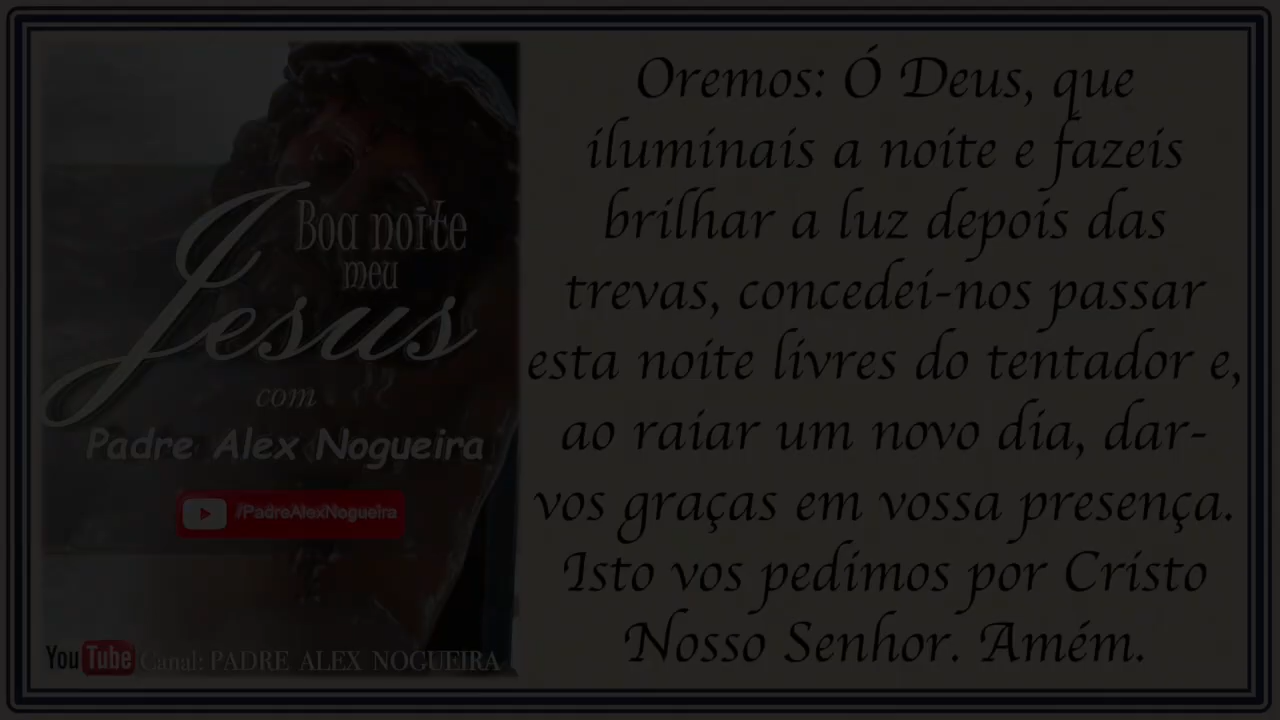 Boa noite
meu
Jesus
com
Padre Alex Nogueira
/PadreAlexNogueira
YouTube Canal: PADRE ALEX NOGUEIRA
Oremos: Ó Deus, que
iluminais a noite e fazeis
brilhar a luz depois das
trevas, concedei-nos passar
esta noite livres do tentador e,
ao raiar um novo dia, dar-
vos graças em vossa presença.
Isto vos pedimos por Cristo
Nosso Senhor. Amém.